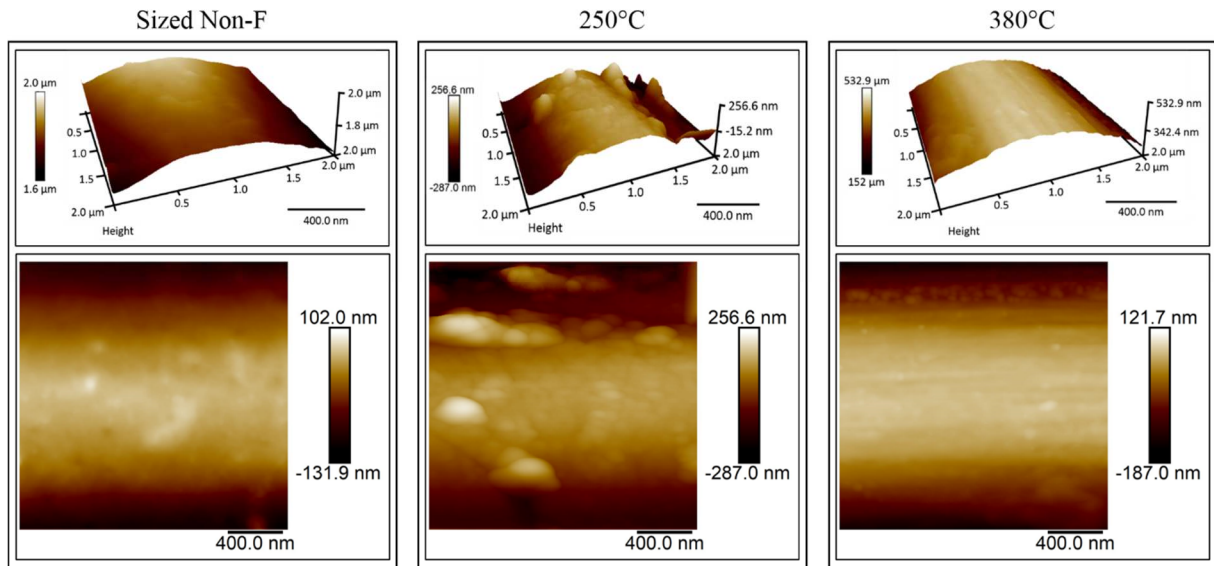 Sized Non-F
250°C
380°C
2.0 µm
1.6 µm
0.5
1.0
1.5
2.0 µm
0.5
1.0
1.5
2.0 µm
2.0 µm
1.8 µm
2.0 µm
400.0 nm
Height
256.6 nm
-287.0 nm
0.5
1.0
1.5
2.0 µm
0.5
1.0
1.5
2.0 µm
256.6 nm
-15.2 nm
400.0 nm
Height
532.9 µm
152 µm
0.5
1.0
1.5
2.0 µm
0.5
1.0
1.5
2.0 µm
532.9 nm
342.4 nm
2.0 µm
400.0 nm
Height
102.0 nm
-131.9 nm
400.0 nm
256.6 nm
-287.0 nm
400.0 nm
121.7 nm
-187.0 nm
400.0 nm